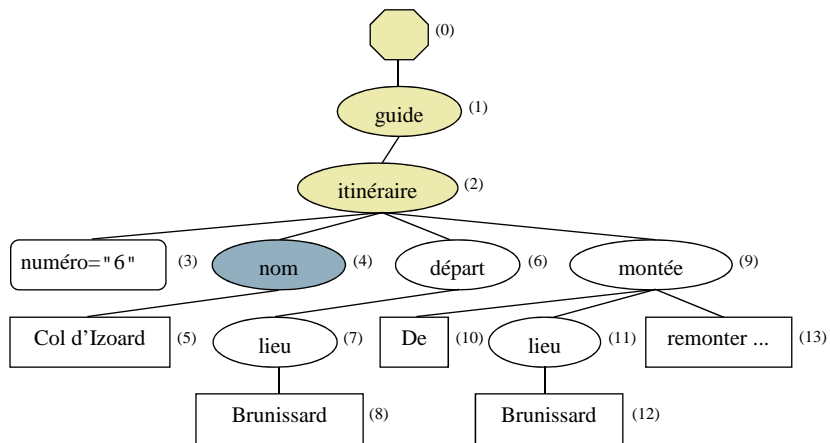 (0)
guide (1)
itinéraire (2)
numéro="6" (3) nom (4) départ (6) montée (9)
Col d'Izoard (5) lieu (7) De (10) lieu (11) remonter ... (13)
Brunissard (8) Brunissard (12)